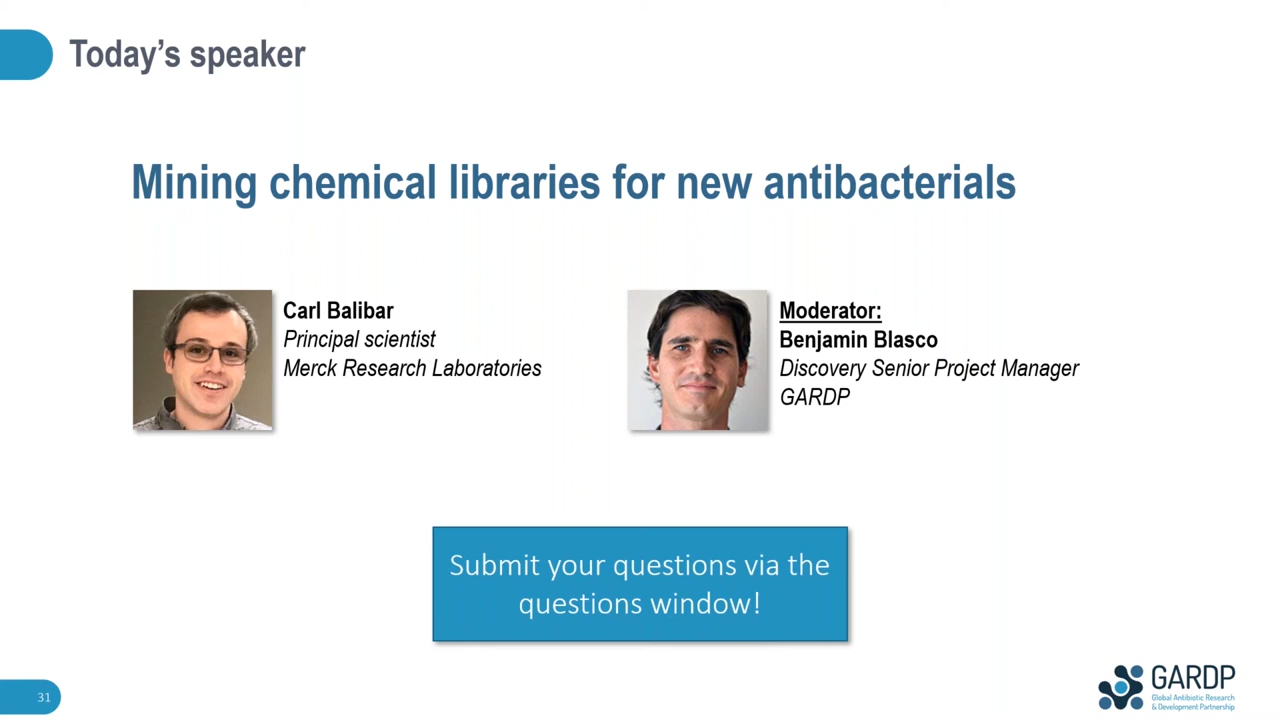 Today’s speaker
Mining chemical libraries for new antibacterials
Carl Balibar
Principal scientist
Merck Research Laboratories
Moderator:
Benjamin Blasco
Discovery Senior Project Manager
GARDP
Submit your questions via the
questions window!
31
GARDP
Global Antibiotic Research
& Development Partnership